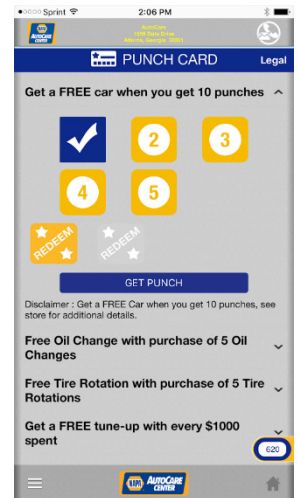 Sprint 2:06 PM
NAPA AUTOCARE CENTER
AutoCare
Atlanta, Georgia
PUNCH CARD Legal
Get a FREE car when you get 10 punches
2 3
4 5
REDEEM REDEEM
GET PUNCH
Disclaimer : Get a FREE Car when you get 10 punches, see
store for additional details.
Free Oil Change with purchase of 5 Oil
Changes
Free Tire Rotation with purchase of 5 Tire
Rotations
Get a FREE tune-up with every $1000
spent
620
NAPA AUTOCARE CENTER